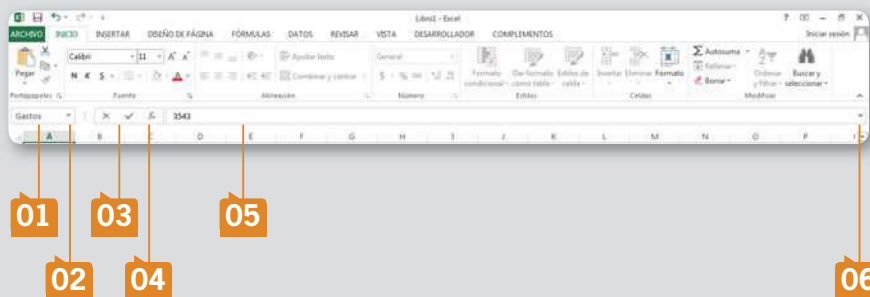 Libro1 - Excel
ARCHIVO INICIO INSERTAR DISEÑO DE PÁGINA FÓRMULAS DATOS REVISAR VISTA DESARROLLADOR COMPLEMENTOS Iniciar sesión
Calibri 11 Ajustar texto General Autosuma
Rellenar
Pegar N K S Combinar y centrar $ % 000 Formato condicional Dar formato como tabla Estilos de celda Insertar Eliminar Formato Borrar Ordenar y filtrar Buscar y seleccionar
Portapapeles Fuente Alineación Número Estilos Celdas Modificar
Gastos fx 3543
A B C D E F G H I J K L M N O P
01 03 05
02 04 06